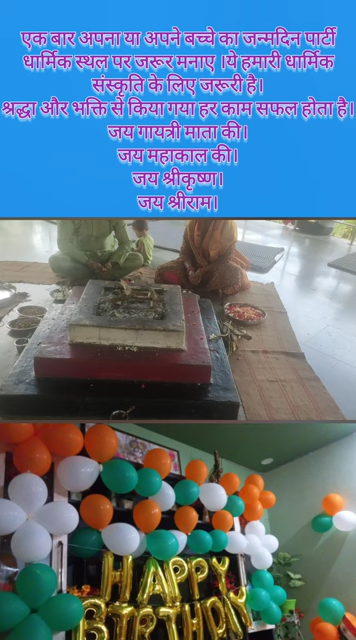 एक बार अपना या अपने बच्चे का जन्मदिन पार्टी
धार्मिक स्थल पर जरूर मनाए ।ये हमारी धार्मिक
संस्कृति के लिए जरूरी है।
श्रद्धा और भक्ति से किया गया हर काम सफल होता है।
जय गायत्री माता की।
जय महाकाल की।
जय श्रीकृष्ण।
जय श्रीराम।
HAPPY
BIRTHDAY